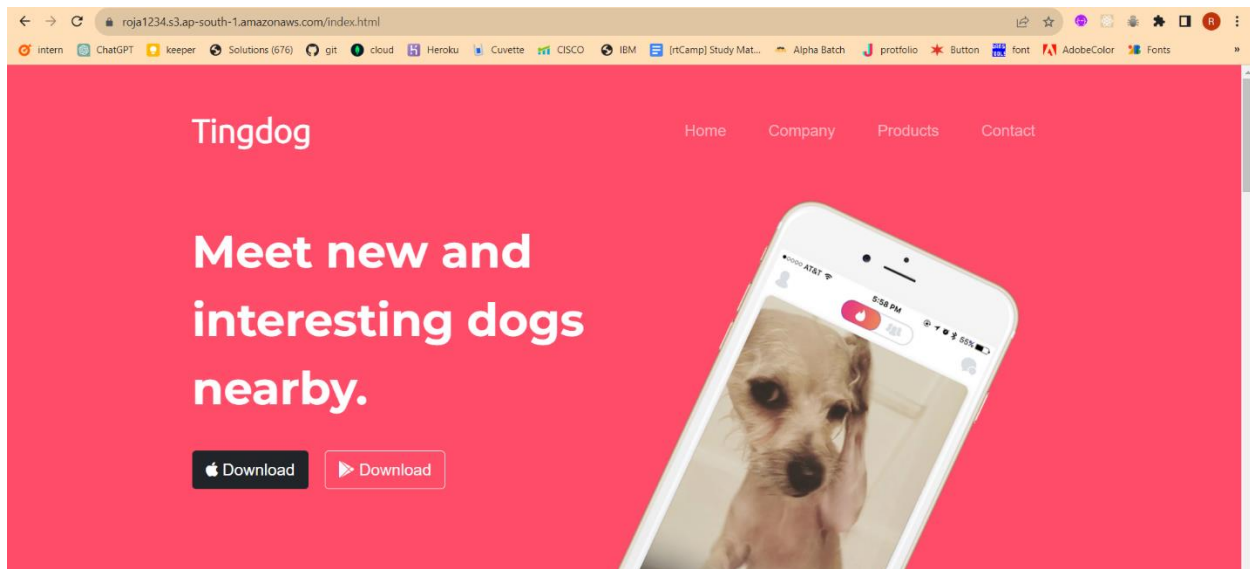 roja1234.s3.ap-south-1.amazonaws.com/index.html
R
intern ChatGPT keeper Solutions (676) git cloud Heroku Cuvette CISCO IBM [rtCamp] Study Mat... Alpha Batch protfolio Button font AdobeColor Fonts »
Tingdog Home Company Products Contact
Meet new and
interesting dogs
nearby.
Download Download
AT&T 5:58 PM 55%